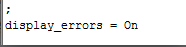 ;
display_errors = On